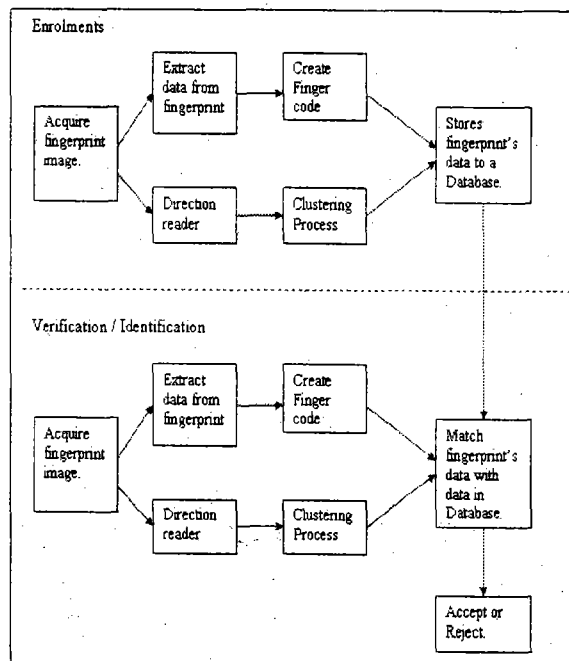 Enrolments
Acquire
fingerprint
image.
Extract
data from
fingerprint
Create
Finger
code
Direction
reader
Clustering
Process
Stores
fingerprint's
data to a
Database.
Verification / Identification
Acquire
fingerprint
image.
Extract
data from
fingerprint
Create
Finger
code
Direction
reader
Clustering
Process
Match
fingerprint's
data with
data in
Database.
Accept or
Reject.